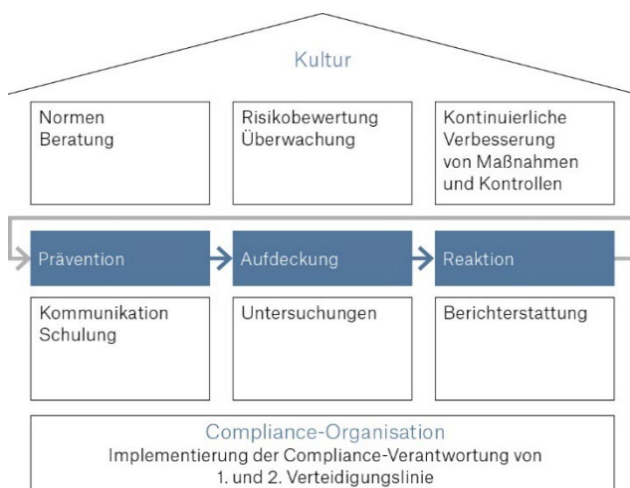 Kultur
Normen
Beratung
Risikobewertung
Überwachung
Kontinuierliche
Verbesserung
von Maßnahmen
und Kontrollen
Prävention
Aufdeckung
Reaktion
Kommunikation
Schulung
Untersuchungen
Berichterstattung
Compliance-Organisation
Implementierung der Compliance-Verantwortung von
1. und 2. Verteidigungslinie